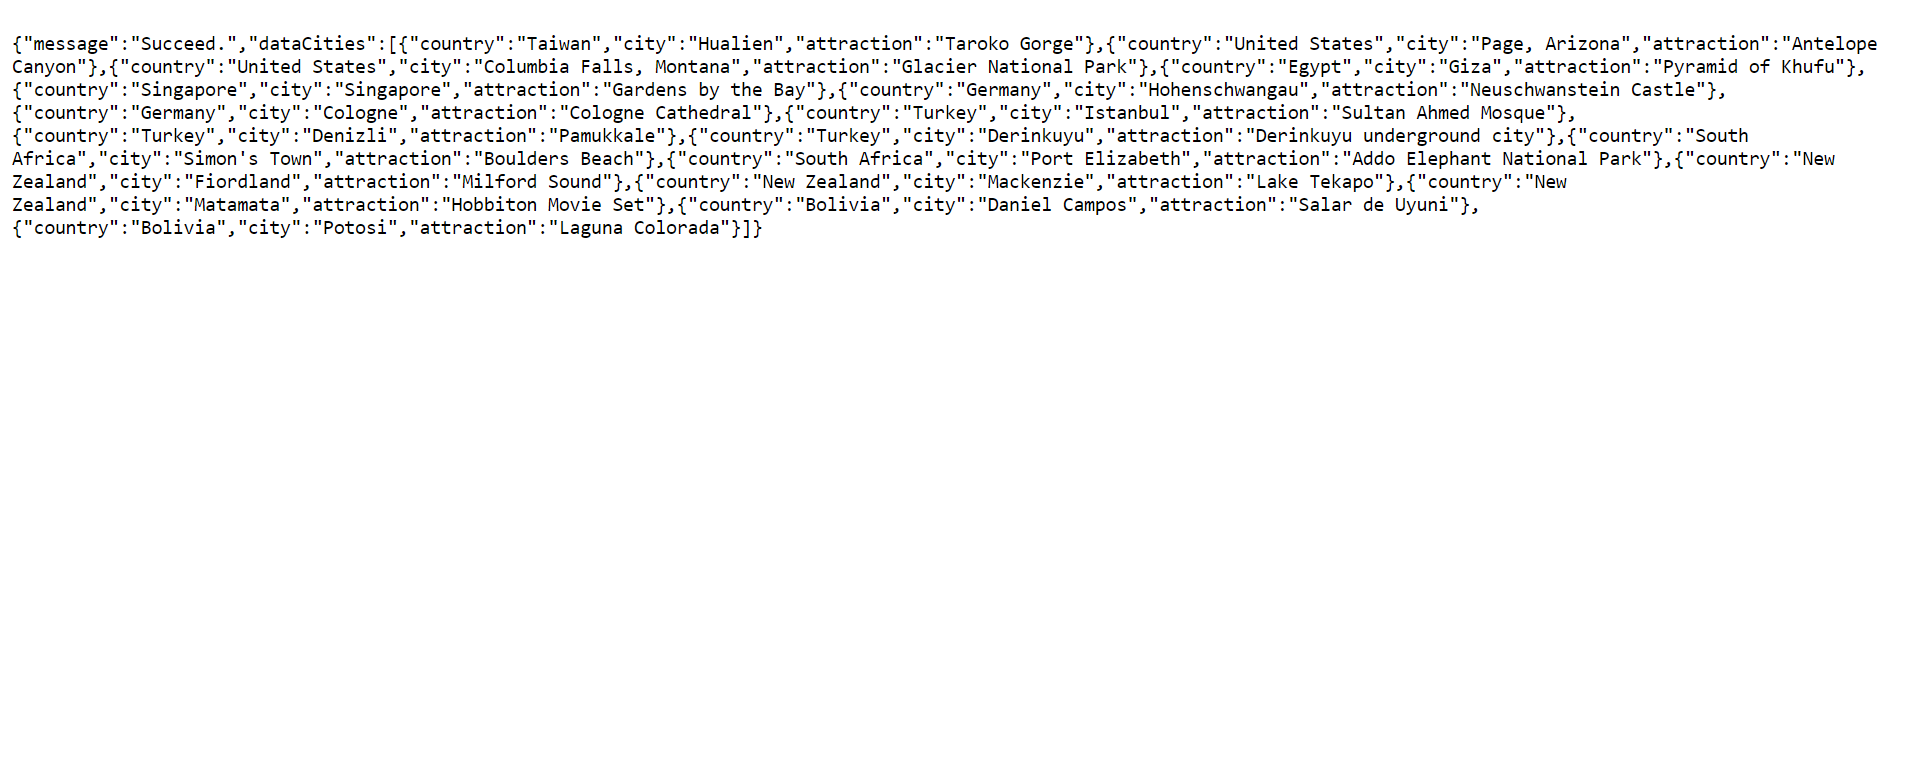 {"message":"Succeed.","dataCities":[{"country":"Taiwan","city":"Hualien","attraction":"Taroko Gorge"},{"country":"United States","city":"Page, Arizona","attraction":"Antelope
Canyon"},{"country":"United States","city":"Columbia Falls, Montana","attraction":"Glacier National Park"},{"country":"Egypt","city":"Giza","attraction":"Pyramid of Khufu"},
{"country":"Singapore","city":"Singapore","attraction":"Gardens by the Bay"},{"country":"Germany","city":"Hohenschwangau","attraction":"Neuschwanstein Castle"},
{"country":"Germany","city":"Cologne","attraction":"Cologne Cathedral"},{"country":"Turkey","city":"Istanbul","attraction":"Sultan Ahmed Mosque"},
{"country":"Turkey","city":"Denizli","attraction":"Pamukkale"},{"country":"Turkey","city":"Derinkuyu","attraction":"Derinkuyu underground city"},{"country":"South
Africa","city":"Simon's Town","attraction":"Boulders Beach"},{"country":"South Africa","city":"Port Elizabeth","attraction":"Addo Elephant National Park"},{"country":"New
Zealand","city":"Fiordland","attraction":"Milford Sound"},{"country":"New Zealand","city":"Mackenzie","attraction":"Lake Tekapo"},{"country":"New
Zealand","city":"Matamata","attraction":"Hobbiton Movie Set"},{"country":"Bolivia","city":"Daniel Campos","attraction":"Salar de Uyuni"},
{"country":"Bolivia","city":"Potosi","attraction":"Laguna Colorada"}]}